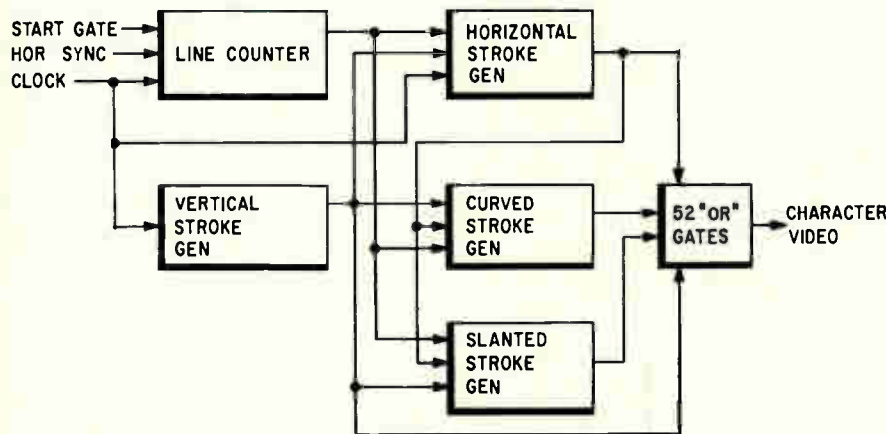 START GATE
HOR SYNC
CLOCK
LINE COUNTER
HORIZONTAL
STROKE
GEN
VERTICAL
STROKE
GEN
CURVED
STROKE
GEN
52 "OR"
GATES
CHARACTER
VIDEO
SLANTED
STROKE
GEN